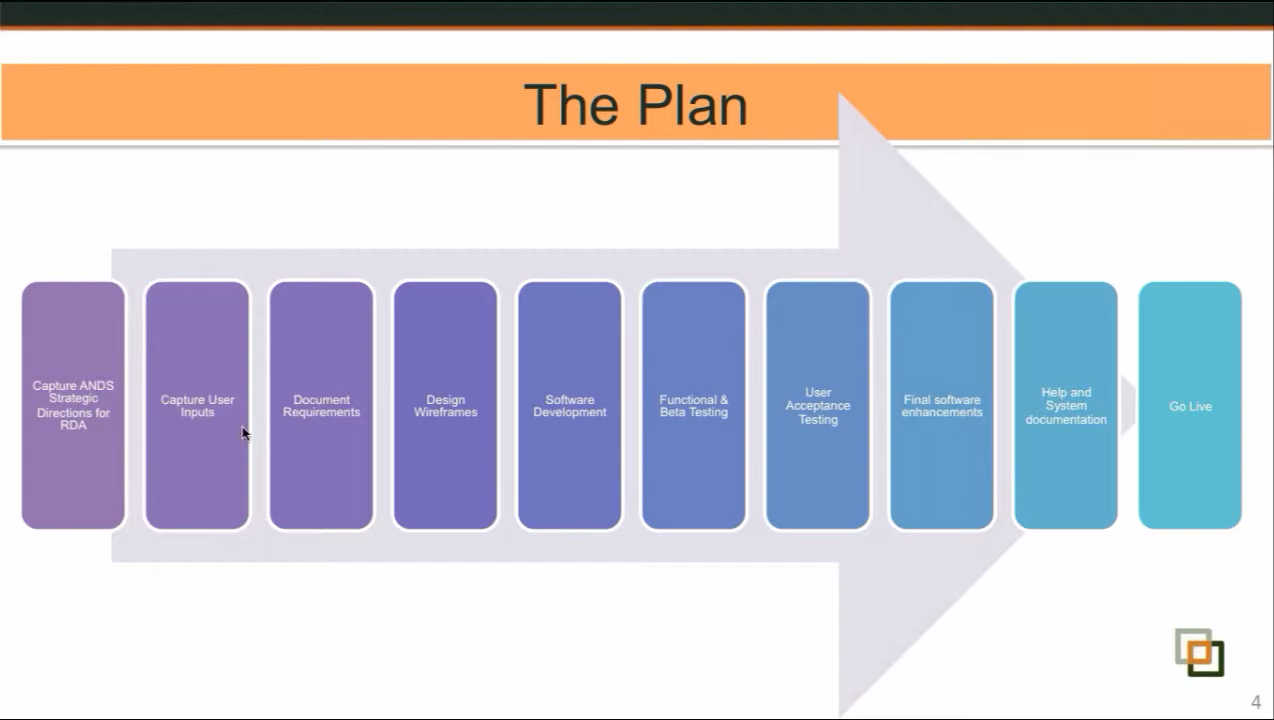 The Plan
Capture ANDS
Strategic
Directions for
RDA
Capture User
Inputs
Document
Requirements
Design
Wireframes
Software
Development
Functional &
Beta Testing
User
Acceptance
Testing
Final software
enhancements
Help and
System
documentation
Go Live
4